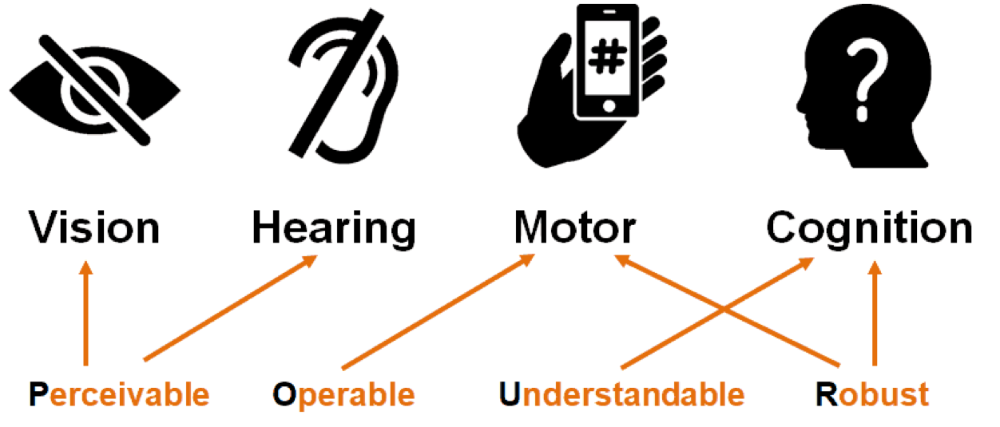 #
?
Vision Hearing Motor Cognition
Perceivable Operable Understandable Robust